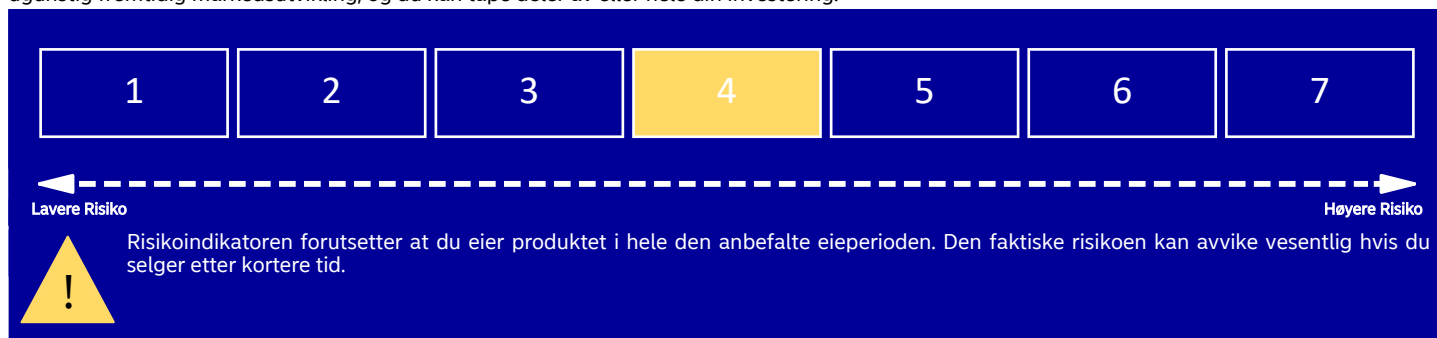 1 2 3 4 5 6 7
Lavere Risiko Høyere Risiko
Risikoindikatoren forutsetter at du eier produktet i hele den anbefalte eieperioden. Den faktiske risikoen kan avvike vesentlig hvis du
selger etter kortere tid.
!